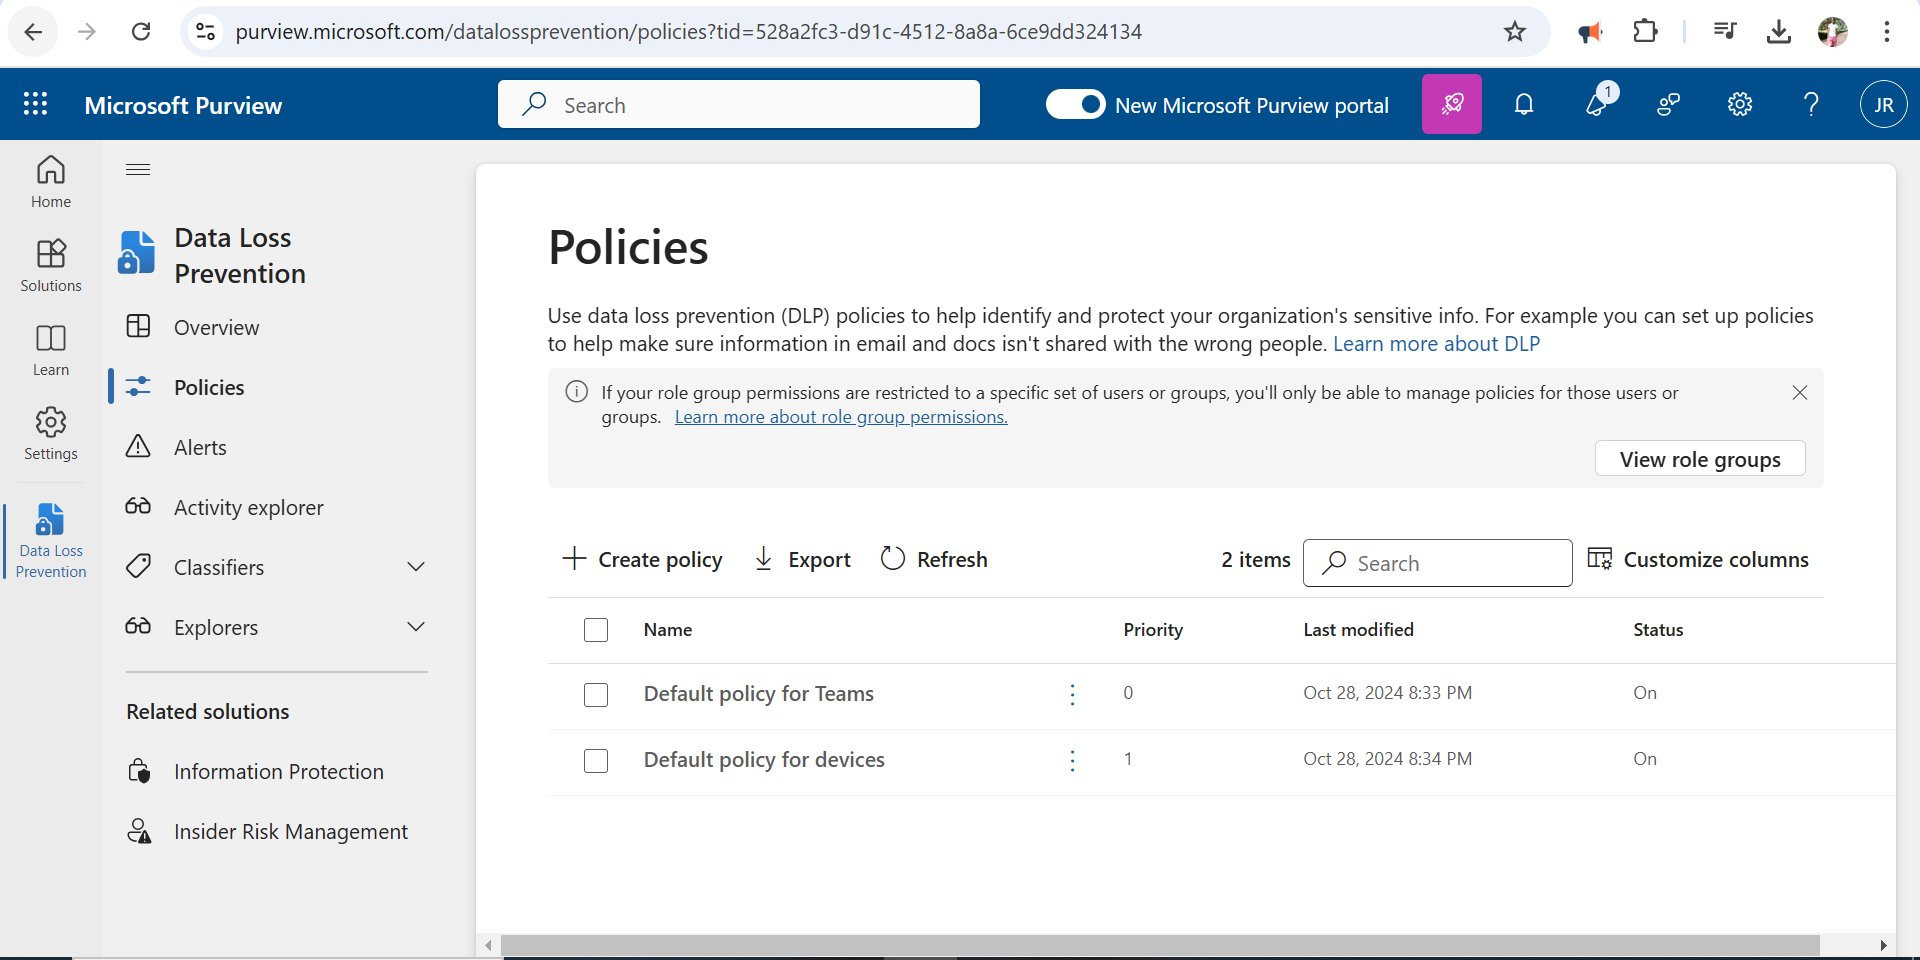 purview.microsoft.com/datalossprevention/policies?tid=528a2fc3-d91c-4512-8a8a-6ce9dd324134
Microsoft Purview
Search
New Microsoft Purview portal
1
JR
Home
Solutions
Learn
Settings
Data Loss
Prevention
Data Loss
Prevention
Overview
Policies
Alerts
Activity explorer
Classifiers
Explorers
Related solutions
Information Protection
Insider Risk Management
Policies
Use data loss prevention (DLP) policies to help identify and protect your organization's sensitive info. For example you can set up policies
to help make sure information in email and docs isn't shared with the wrong people. Learn more about DLP
If your role group permissions are restricted to a specific set of users or groups, you'll only be able to manage policies for those users or
groups. Learn more about role group permissions.
View role groups
Create policy Export Refresh 2 items Search Customize columns
Name Priority Last modified Status
Default policy for Teams 0 Oct 28, 2024 8:33 PM On
Default policy for devices 1 Oct 28, 2024 8:34 PM On